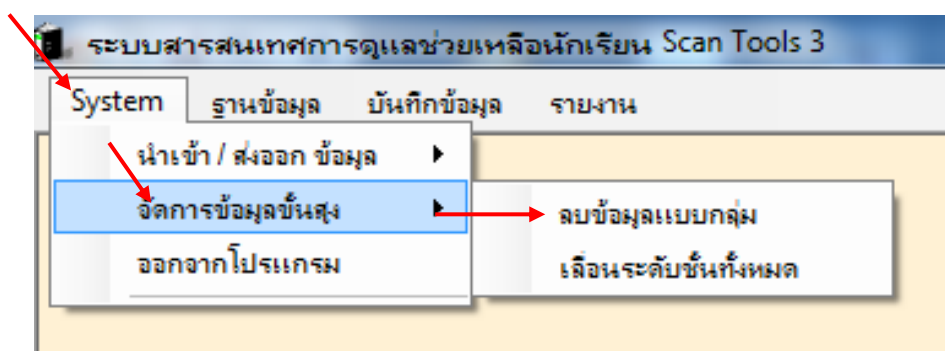 ระบบสารสนเทศการดูแลช่วยเหลือนักเรียน Scan Tools 3
System ฐานข้อมูล บันทึกข้อมูล รายงาน
นำเข้า / ส่งออก ข้อมูล
จัดการข้อมูลขั้นสูง
ลบข้อมูลแบบกลุ่ม
ออกจากโปรแกรม
เลื่อนระดับชั้นทั้งหมด